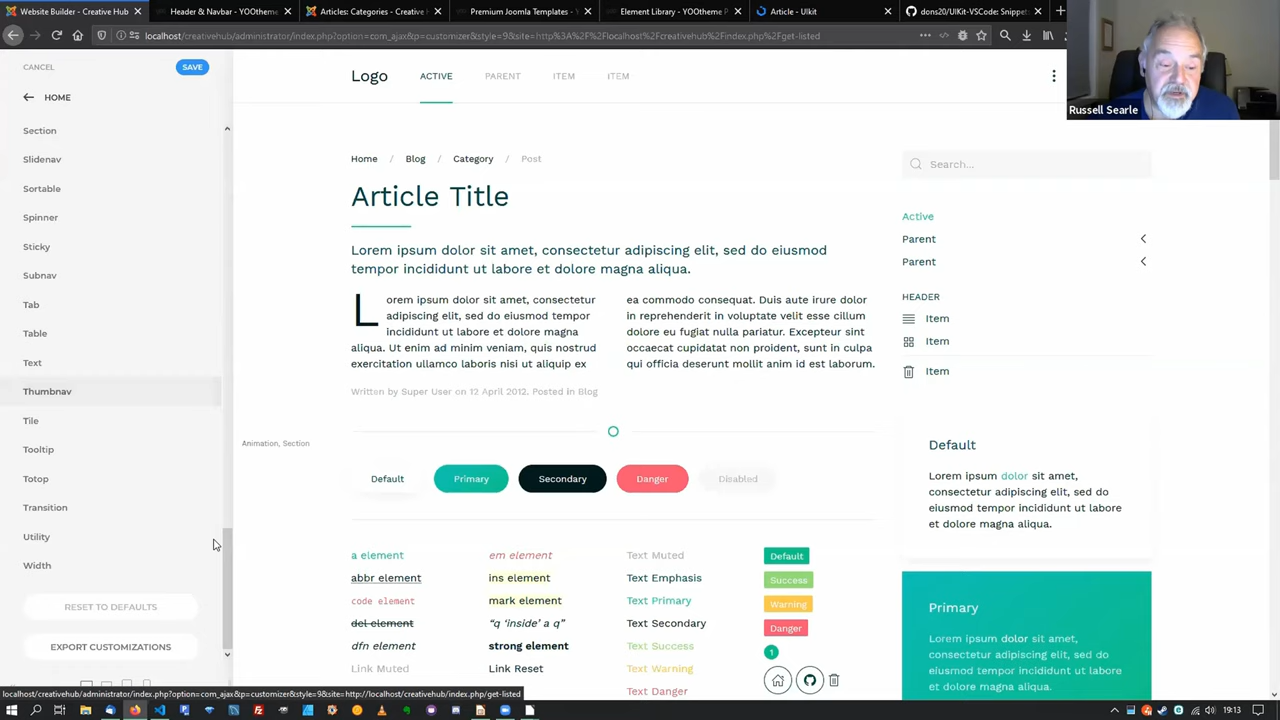 Website Builder: Creative Hub
Header & Navbar - YOOtheme
Articles: Categories - Creative H
Premium Joomla Templates - Y
Element Library - YOOtheme P
Article - UIkit
dons20/UIKit-VSCode: Snippets
localhost/creativehub/administrator/index.php?option=com_ajax&p=customizer&style=9&site=http%3A%2F%2Flocalhost%2Fcreativehub%2Findex.php%2Fget-listed
Russell Searle
CANCEL
SAVE
HOME
Section
Slidenav
Sortable
Spinner
Sticky
Subnav
Tab
Table
Text
Thumbnav
Tile
Tooltip
Totop
Transition
Utility
Width
RESET TO DEFAULTS
EXPORT CUSTOMIZATIONS
Animation, Section
Logo ACTIVE PARENT ITEM ITEM
Home / Blog / Category / Post
Article Title
Lorem ipsum dolor sit amet, consectetur adipiscing elit, sed do eiusmod
tempor incididunt ut labore et dolore magna aliqua.
Lorem ipsum dolor sit amet, consectetur
adipiscing elit, sed do eiusmod tempor
incididunt ut labore et dolore magna
aliqua. Ut enim ad minim veniam, quis nostrud
exercitation ullamco laboris nisi ut aliquip ex
ea commodo consequat. Duis aute irure dolor
in reprehenderit in voluptate velit esse cillum
dolore eu fugiat nulla pariatur. Excepteur sint
occaecat cupidatat non proident, sunt in culpa
qui officia deserunt mollit anim id est laborum.
Written by Super User on 12 April 2012. Posted in Blog
Default Primary Secondary Danger Disabled
a element
abbr element
code element
del element
dfn element
Link Muted
em element
ins element
mark element
“q ‘inside’ a q”
strong element
Link Reset
Text Muted
Text Emphasis
Text Primary
Text Secondary
Text Success
Text Warning
Text Danger
Default
Success
Warning
Danger
1
Search...
Active
Parent
Parent
HEADER
Item
Item
Item
Default
Lorem ipsum dolor sit amet,
consectetur adipiscing elit, sed do
eiusmod tempor incididunt ut labore
et dolore magna aliqua.
Primary
Lorem ipsum dolor sit amet,
consectetur adipiscing elit, sed do
eiusmod tempor incididunt ut labore
et dolore magna aliqua.
localhost/creativehub/administrator/index.php?option=com_ajax&p=customizer&style=9&site=http://localhost/creativehub/index.php/get-listed
19:13